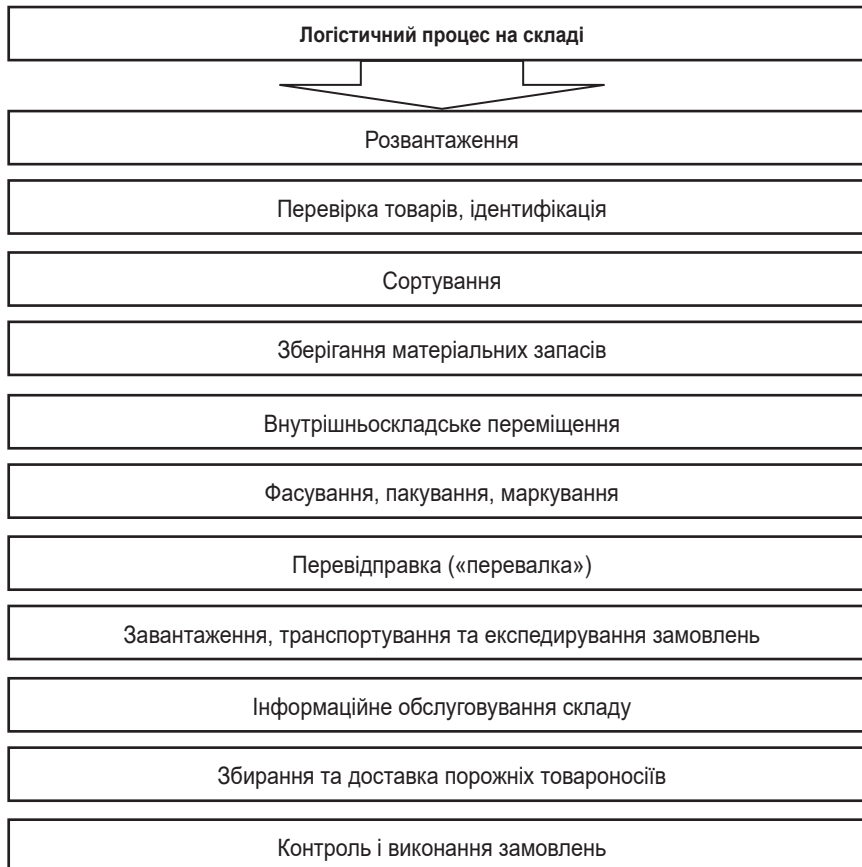 Логістичний процес на складі
Розвантаження
Перевірка товарів, ідентифікація
Сортування
Зберігання матеріальних запасів
Внутрішньоскладське переміщення
Фасування, пакування, маркування
Перевідправка («перевалка»)
Завантаження, транспортування та експедирування замовлень
Інформаційне обслуговування складу
Збирання та доставка порожніх товароносіїв
Контроль і виконання замовлень